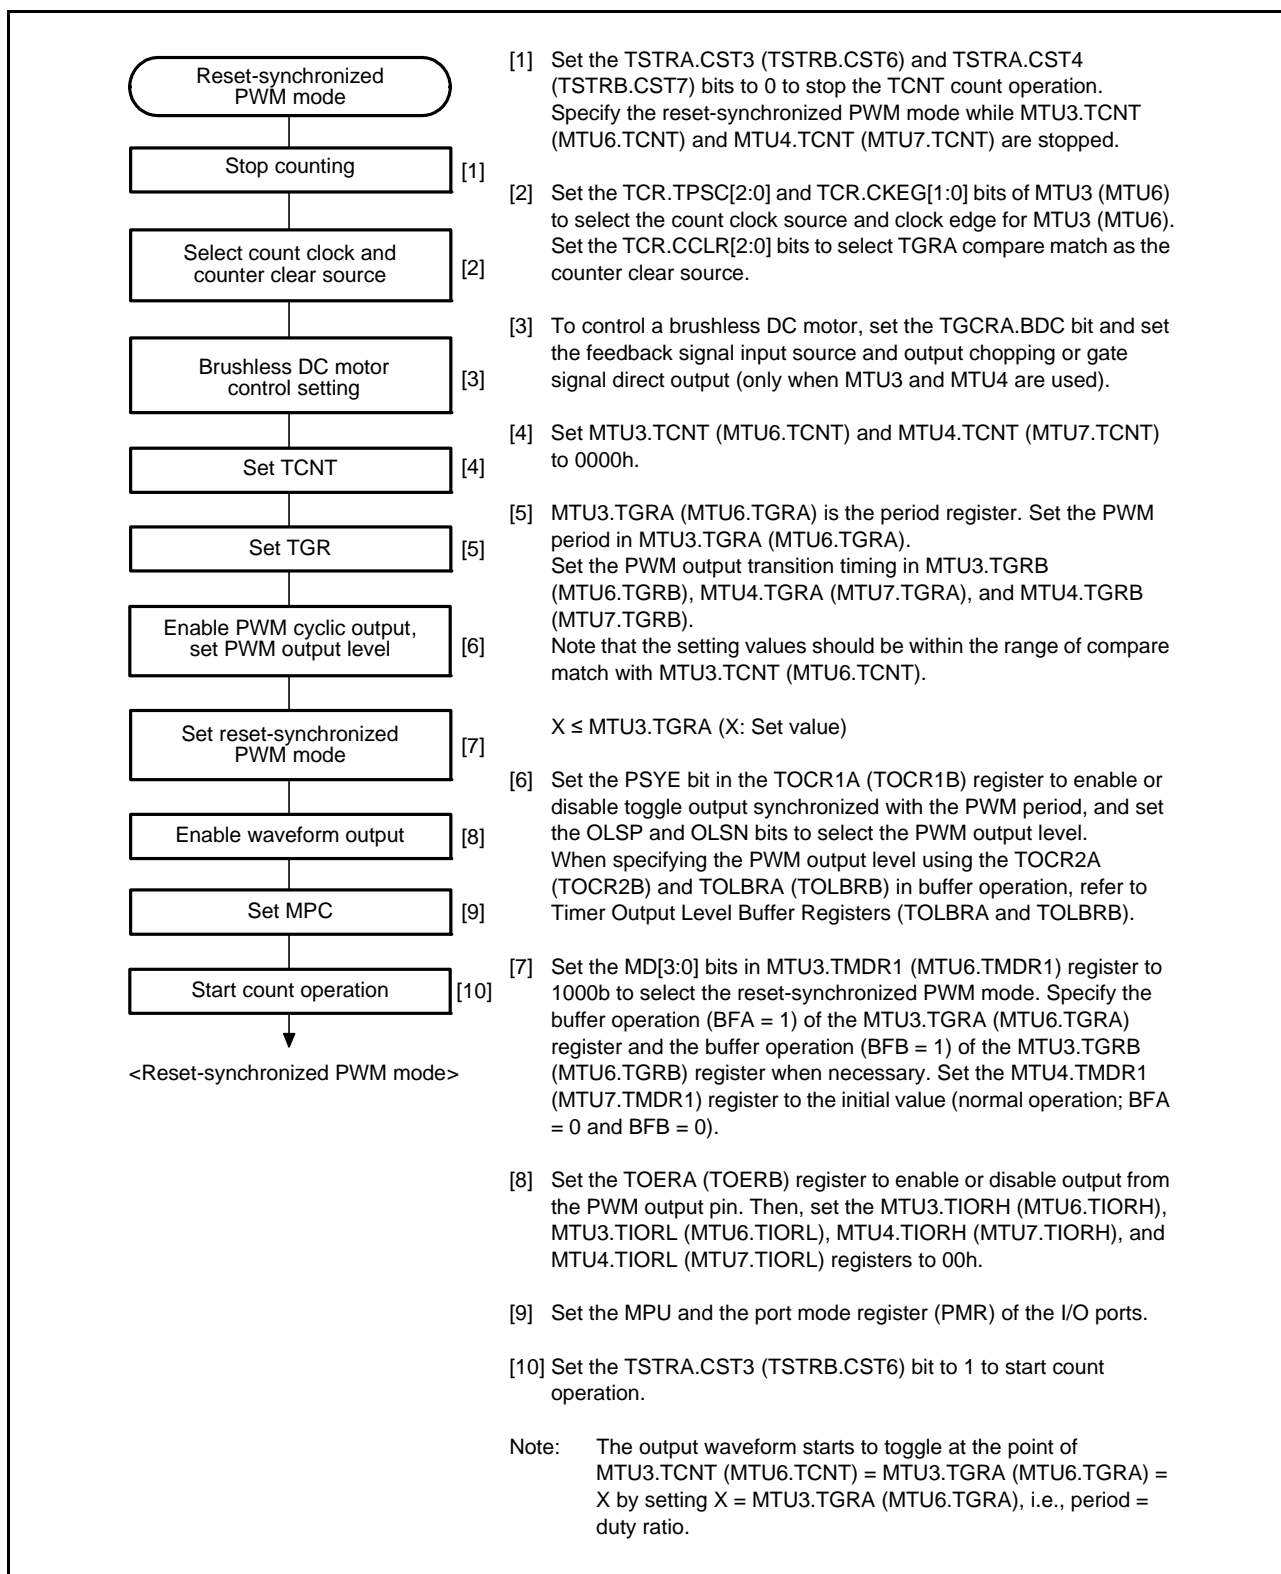 Reset-synchronized
PWM mode
Stop counting
[1]
Select count clock and
counter clear source
[2]
Brushless DC motor
control setting
[3]
Set TCNT
[4]
Set TGR
[5]
Enable PWM cyclic output,
set PWM output level
[6]
Set reset-synchronized
PWM mode
[7]
Enable waveform output
[8]
Set MPC
[9]
Start count operation
[10]
<Reset-synchronized PWM mode>
[1] Set the TSTRA.CST3 (TSTRB.CST6) and TSTRA.CST4
(TSTRB.CST7) bits to 0 to stop the TCNT count operation.
Specify the reset-synchronized PWM mode while MTU3.TCNT
(MTU6.TCNT) and MTU4.TCNT (MTU7.TCNT) are stopped.
[2] Set the TCR.TPSC[2:0] and TCR.CKEG[1:0] bits of MTU3 (MTU6)
to select the count clock source and clock edge for MTU3 (MTU6).
Set the TCR.CCLR[2:0] bits to select TGRA compare match as the
counter clear source.
[3] To control a brushless DC motor, set the TGCRA.BDC bit and set
the feedback signal input source and output chopping or gate
signal direct output (only when MTU3 and MTU4 are used).
[4] Set MTU3.TCNT (MTU6.TCNT) and MTU4.TCNT (MTU7.TCNT)
to 0000h.
[5] MTU3.TGRA (MTU6.TGRA) is the period register. Set the PWM
period in MTU3.TGRA (MTU6.TGRA).
Set the PWM output transition timing in MTU3.TGRB
(MTU6.TGRB), MTU4.TGRA (MTU7.TGRA), and MTU4.TGRB
(MTU7.TGRB).
Note that the setting values should be within the range of compare
match with MTU3.TCNT (MTU6.TCNT).
X ≤ MTU3.TGRA (X: Set value)
[6] Set the PSYE bit in the TOCR1A (TOCR1B) register to enable or
disable toggle output synchronized with the PWM period, and set
the OLSP and OLSN bits to select the PWM output level.
When specifying the PWM output level using the TOCR2A
(TOCR2B) and TOLBRA (TOLBRB) in buffer operation, refer to
Timer Output Level Buffer Registers (TOLBRA and TOLBRB).
[7] Set the MD[3:0] bits in MTU3.TMDR1 (MTU6.TMDR1) register to
1000b to select the reset-synchronized PWM mode. Specify the
buffer operation (BFA = 1) of the MTU3.TGRA (MTU6.TGRA)
register and the buffer operation (BFB = 1) of the MTU3.TGRB
(MTU6.TGRB) register when necessary. Set the MTU4.TMDR1
(MTU7.TMDR1) register to the initial value (normal operation; BFA
= 0 and BFB = 0).
[8] Set the TOERA (TOERB) register to enable or disable output from
the PWM output pin. Then, set the MTU3.TIORH (MTU6.TIORH),
MTU3.TIORL (MTU6.TIORL), MTU4.TIORH (MTU7.TIORH), and
MTU4.TIORL (MTU7.TIORL) registers to 00h.
[9] Set the MPU and the port mode register (PMR) of the I/O ports.
[10] Set the TSTRA.CST3 (TSTRB.CST6) bit to 1 to start count
operation.
Note: The output waveform starts to toggle at the point of
MTU3.TCNT (MTU6.TCNT) = MTU3.TGRA (MTU6.TGRA) =
X by setting X = MTU3.TGRA (MTU6.TGRA), i.e., period =
duty ratio.